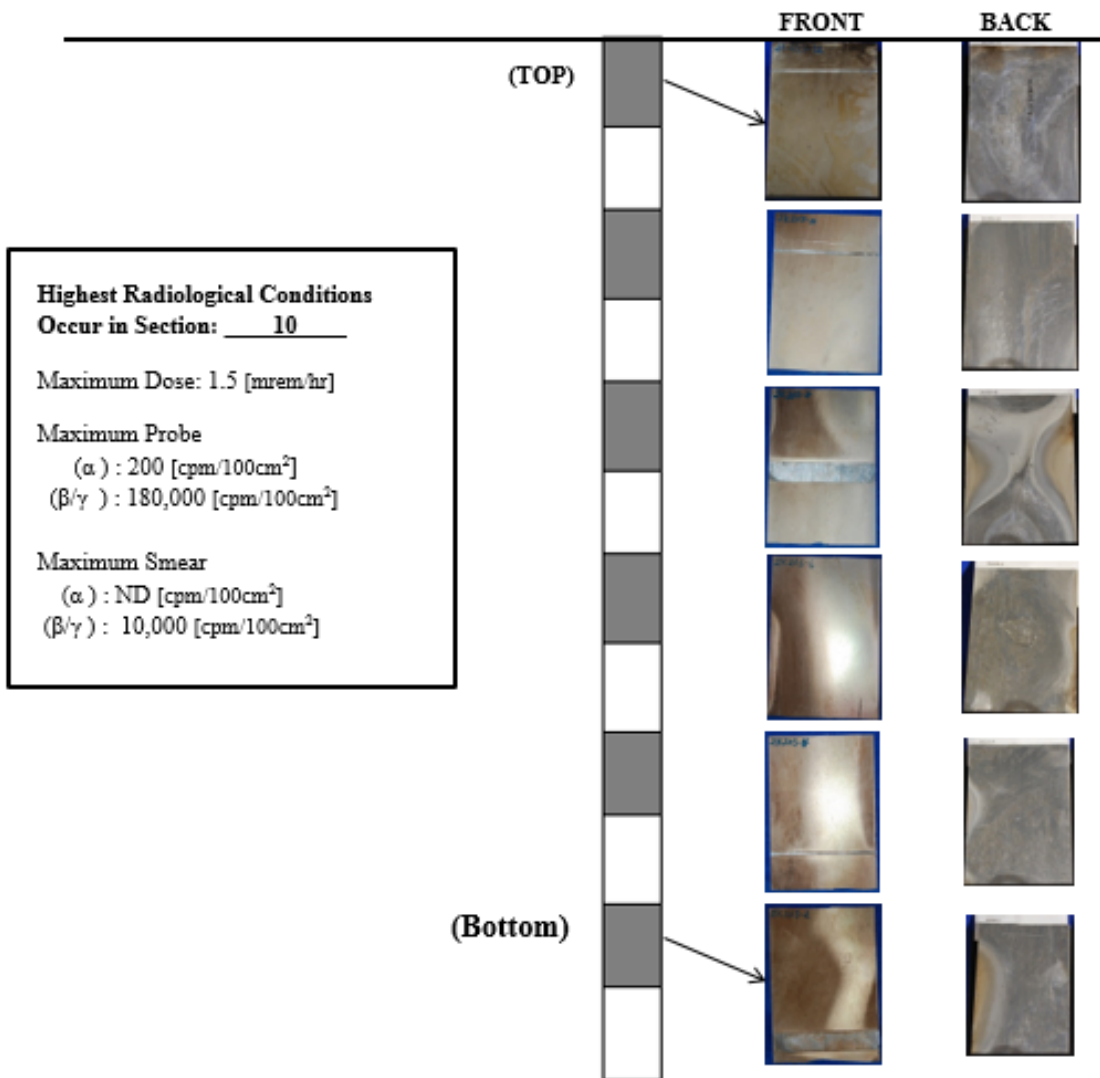 FRONT BACK
(TOP)
Highest Radiological Conditions
Occur in Section: 10
Maximum Dose: 1.5 [mrem/hr]
Maximum Probe
(α ) : 200 [cpm/100cm²]
(β/γ ) : 180,000 [cpm/100cm²]
Maximum Smear
(α ) : ND [cpm/100cm²]
(β/γ ) : 10,000 [cpm/100cm²]
(Bottom)